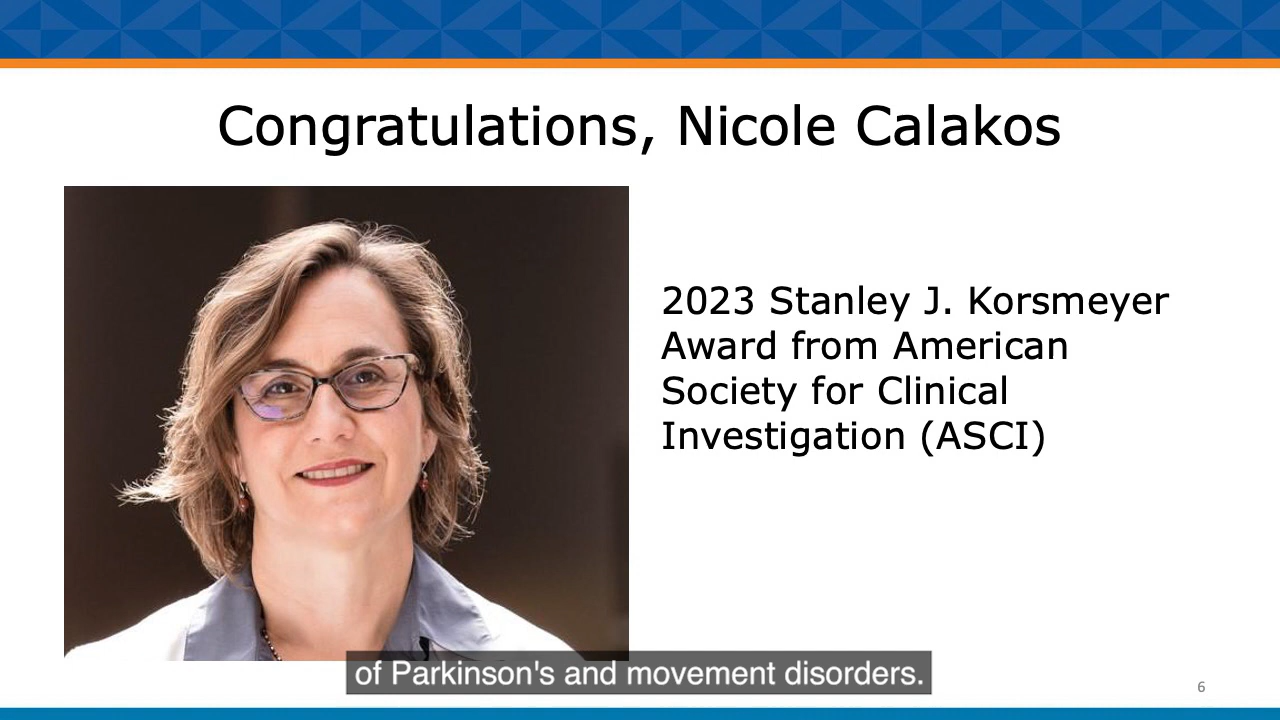 Congratulations, Nicole Calakos
2023 Stanley J. Korsmeyer
Award from American
Society for Clinical
Investigation (ASCI)
of Parkinson's and movement disorders.
6